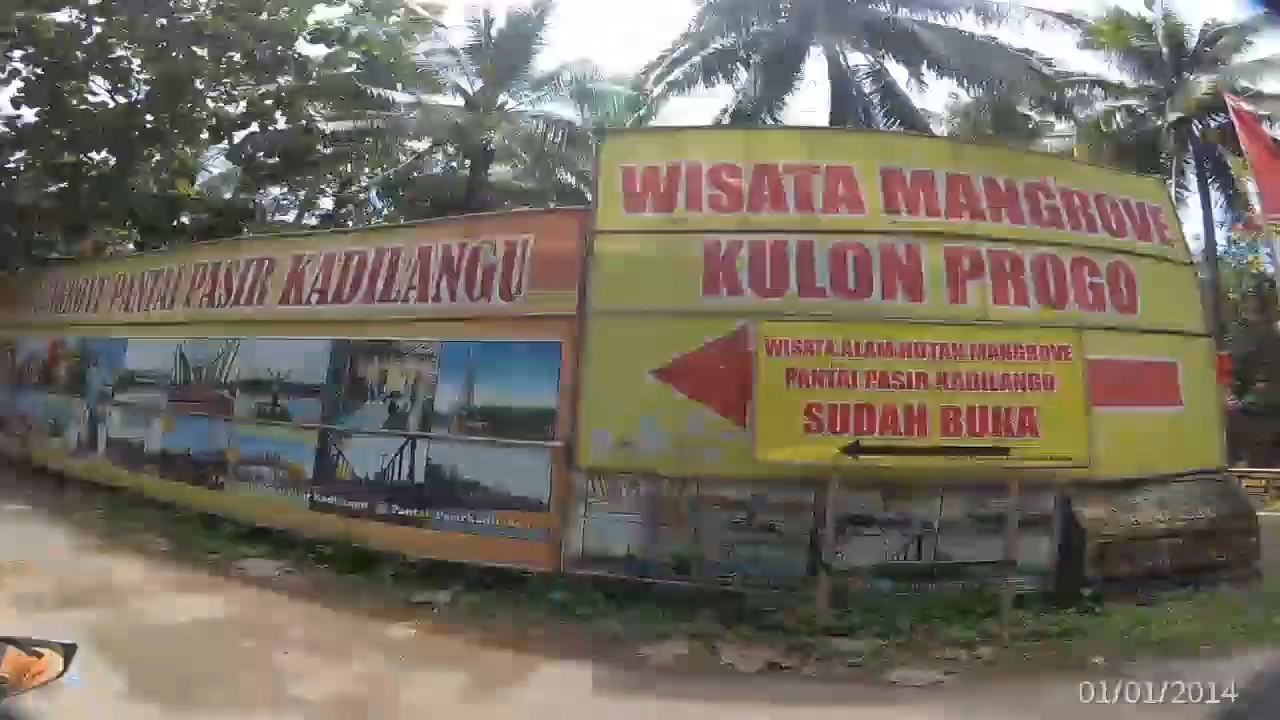 PANTAI PASIR KADILANGU
WISATA MANGROVE
KULON PROGO
WISATA ALAM HUTAN MANGROVE
PANTAI PASIR KADILANGO
SUDAH BUKA
01/01/2014